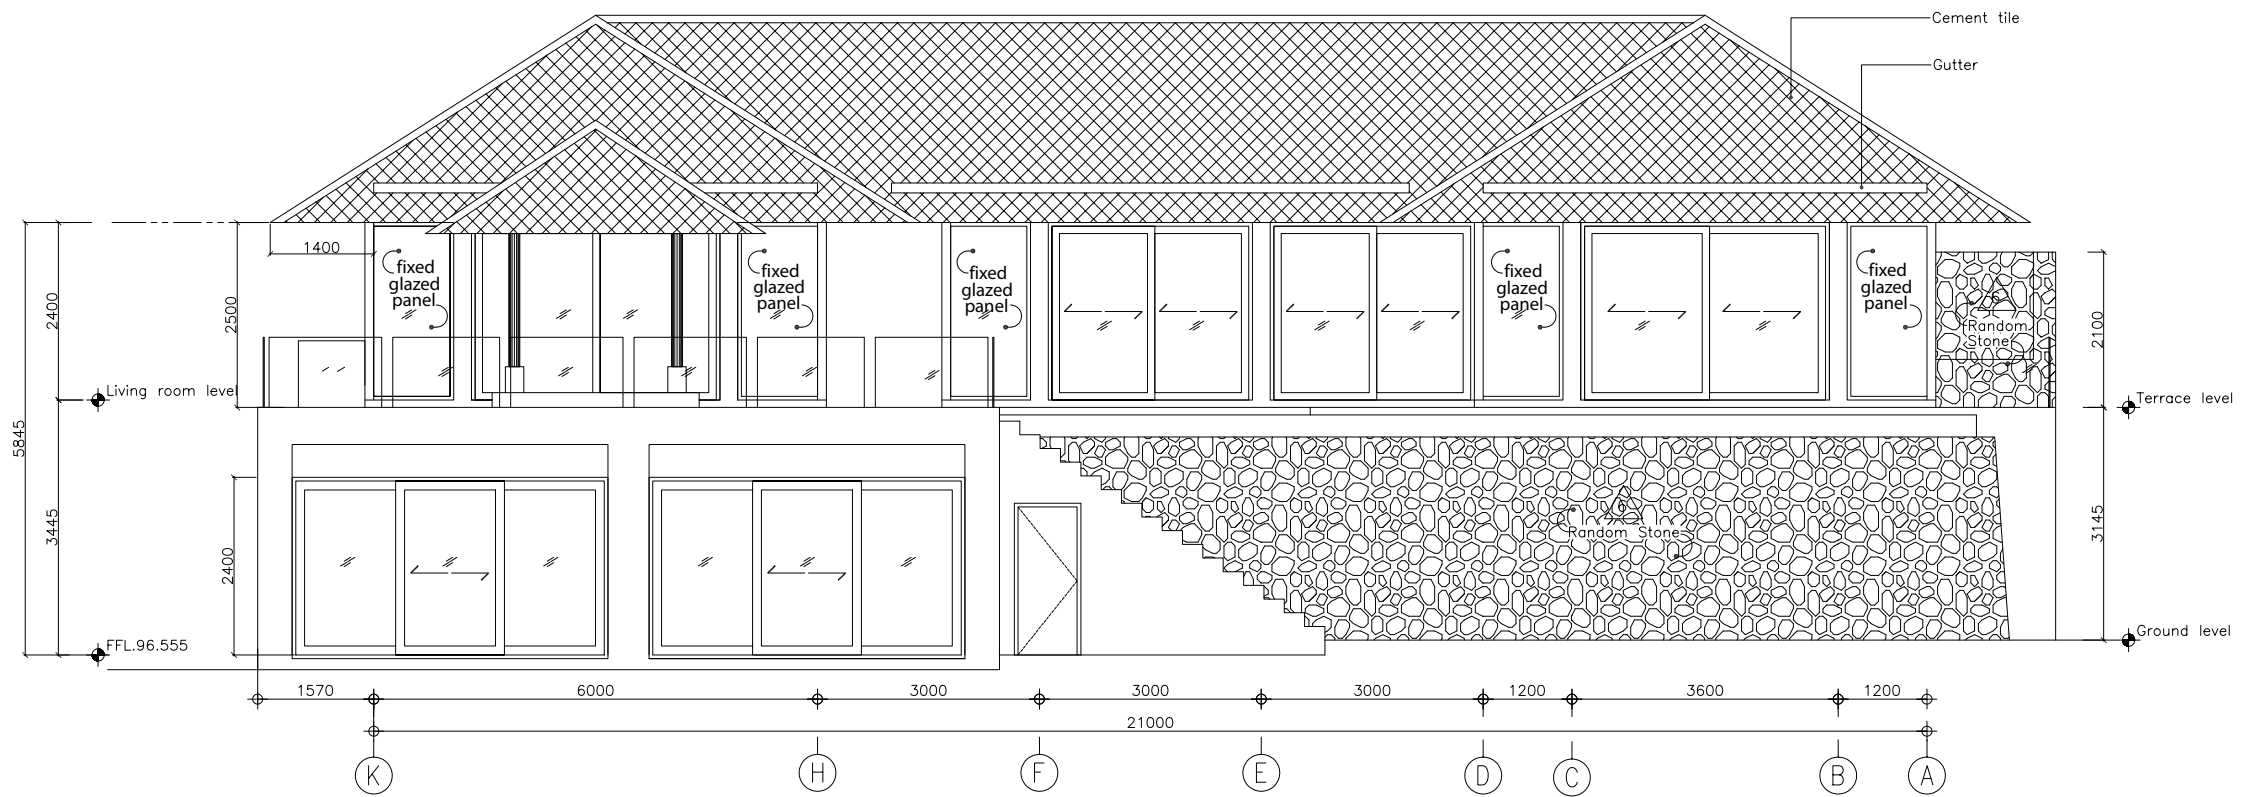 Cement tile
Gutter
1400
fixed
glazed
panel
fixed
glazed
panel
fixed
glazed
panel
fixed
glazed
panel
fixed
glazed
panel
6
Random
Stone
2400
2500
2100
Living room level
Terrace level
5845
3445
2400
6
Random Stone
3145
FFL.96.555
Ground level
1570
6000
3000
3000
3000
1200
3600
1200
21000
K
H
F
E
D
C
B
A